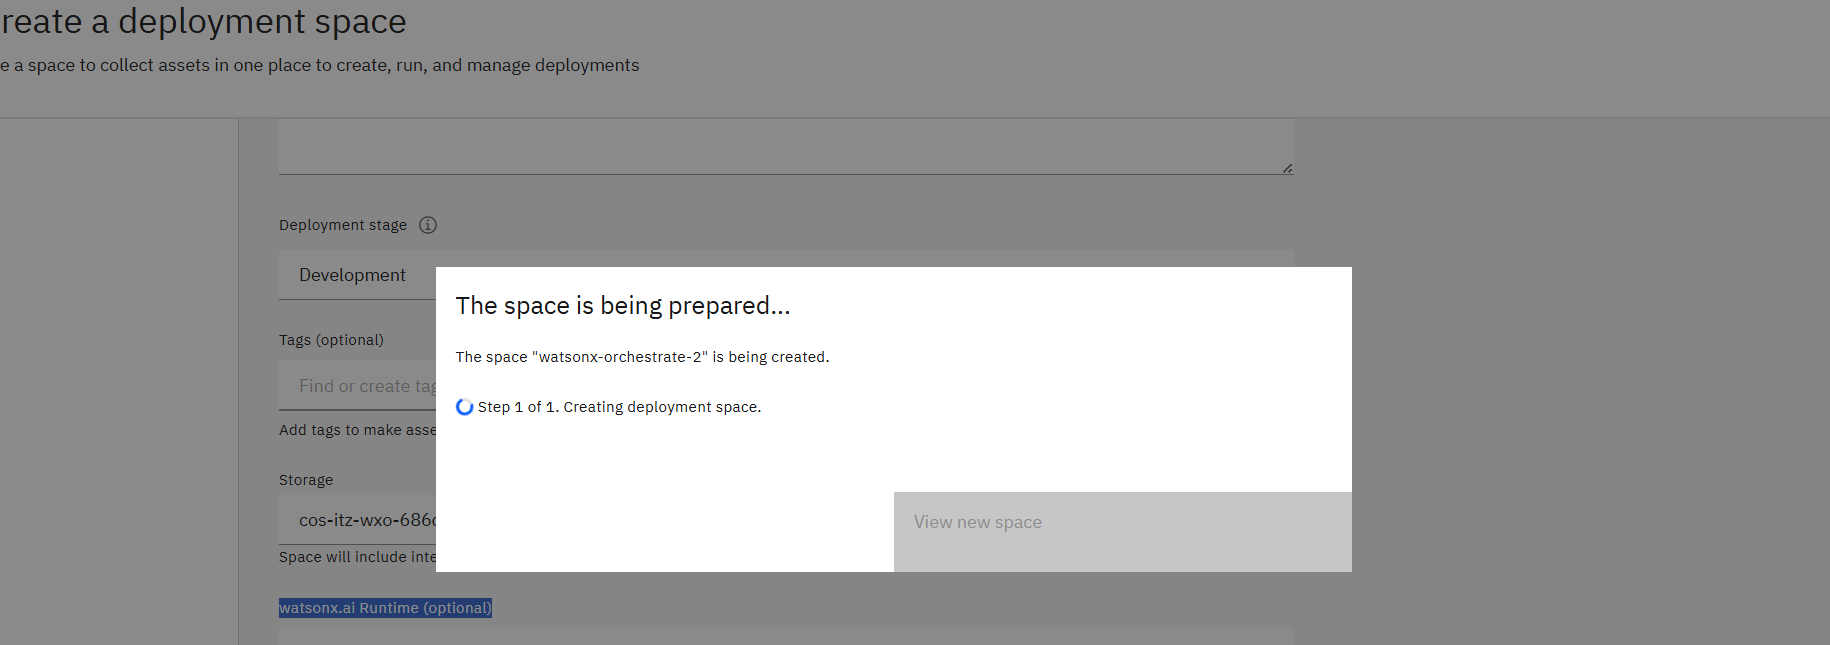 reate a deployment space
e a space to collect assets in one place to create, run, and manage deployments
Deployment stage
Development
Tags (optional)
Find or create tag
Add tags to make asse
Storage
cos-itz-wxo-686c
Space will include inte
watsonx.ai Runtime (optional)
The space is being prepared...
The space "watsonx-orchestrate-2" is being created.
Step 1 of 1. Creating deployment space.
View new space